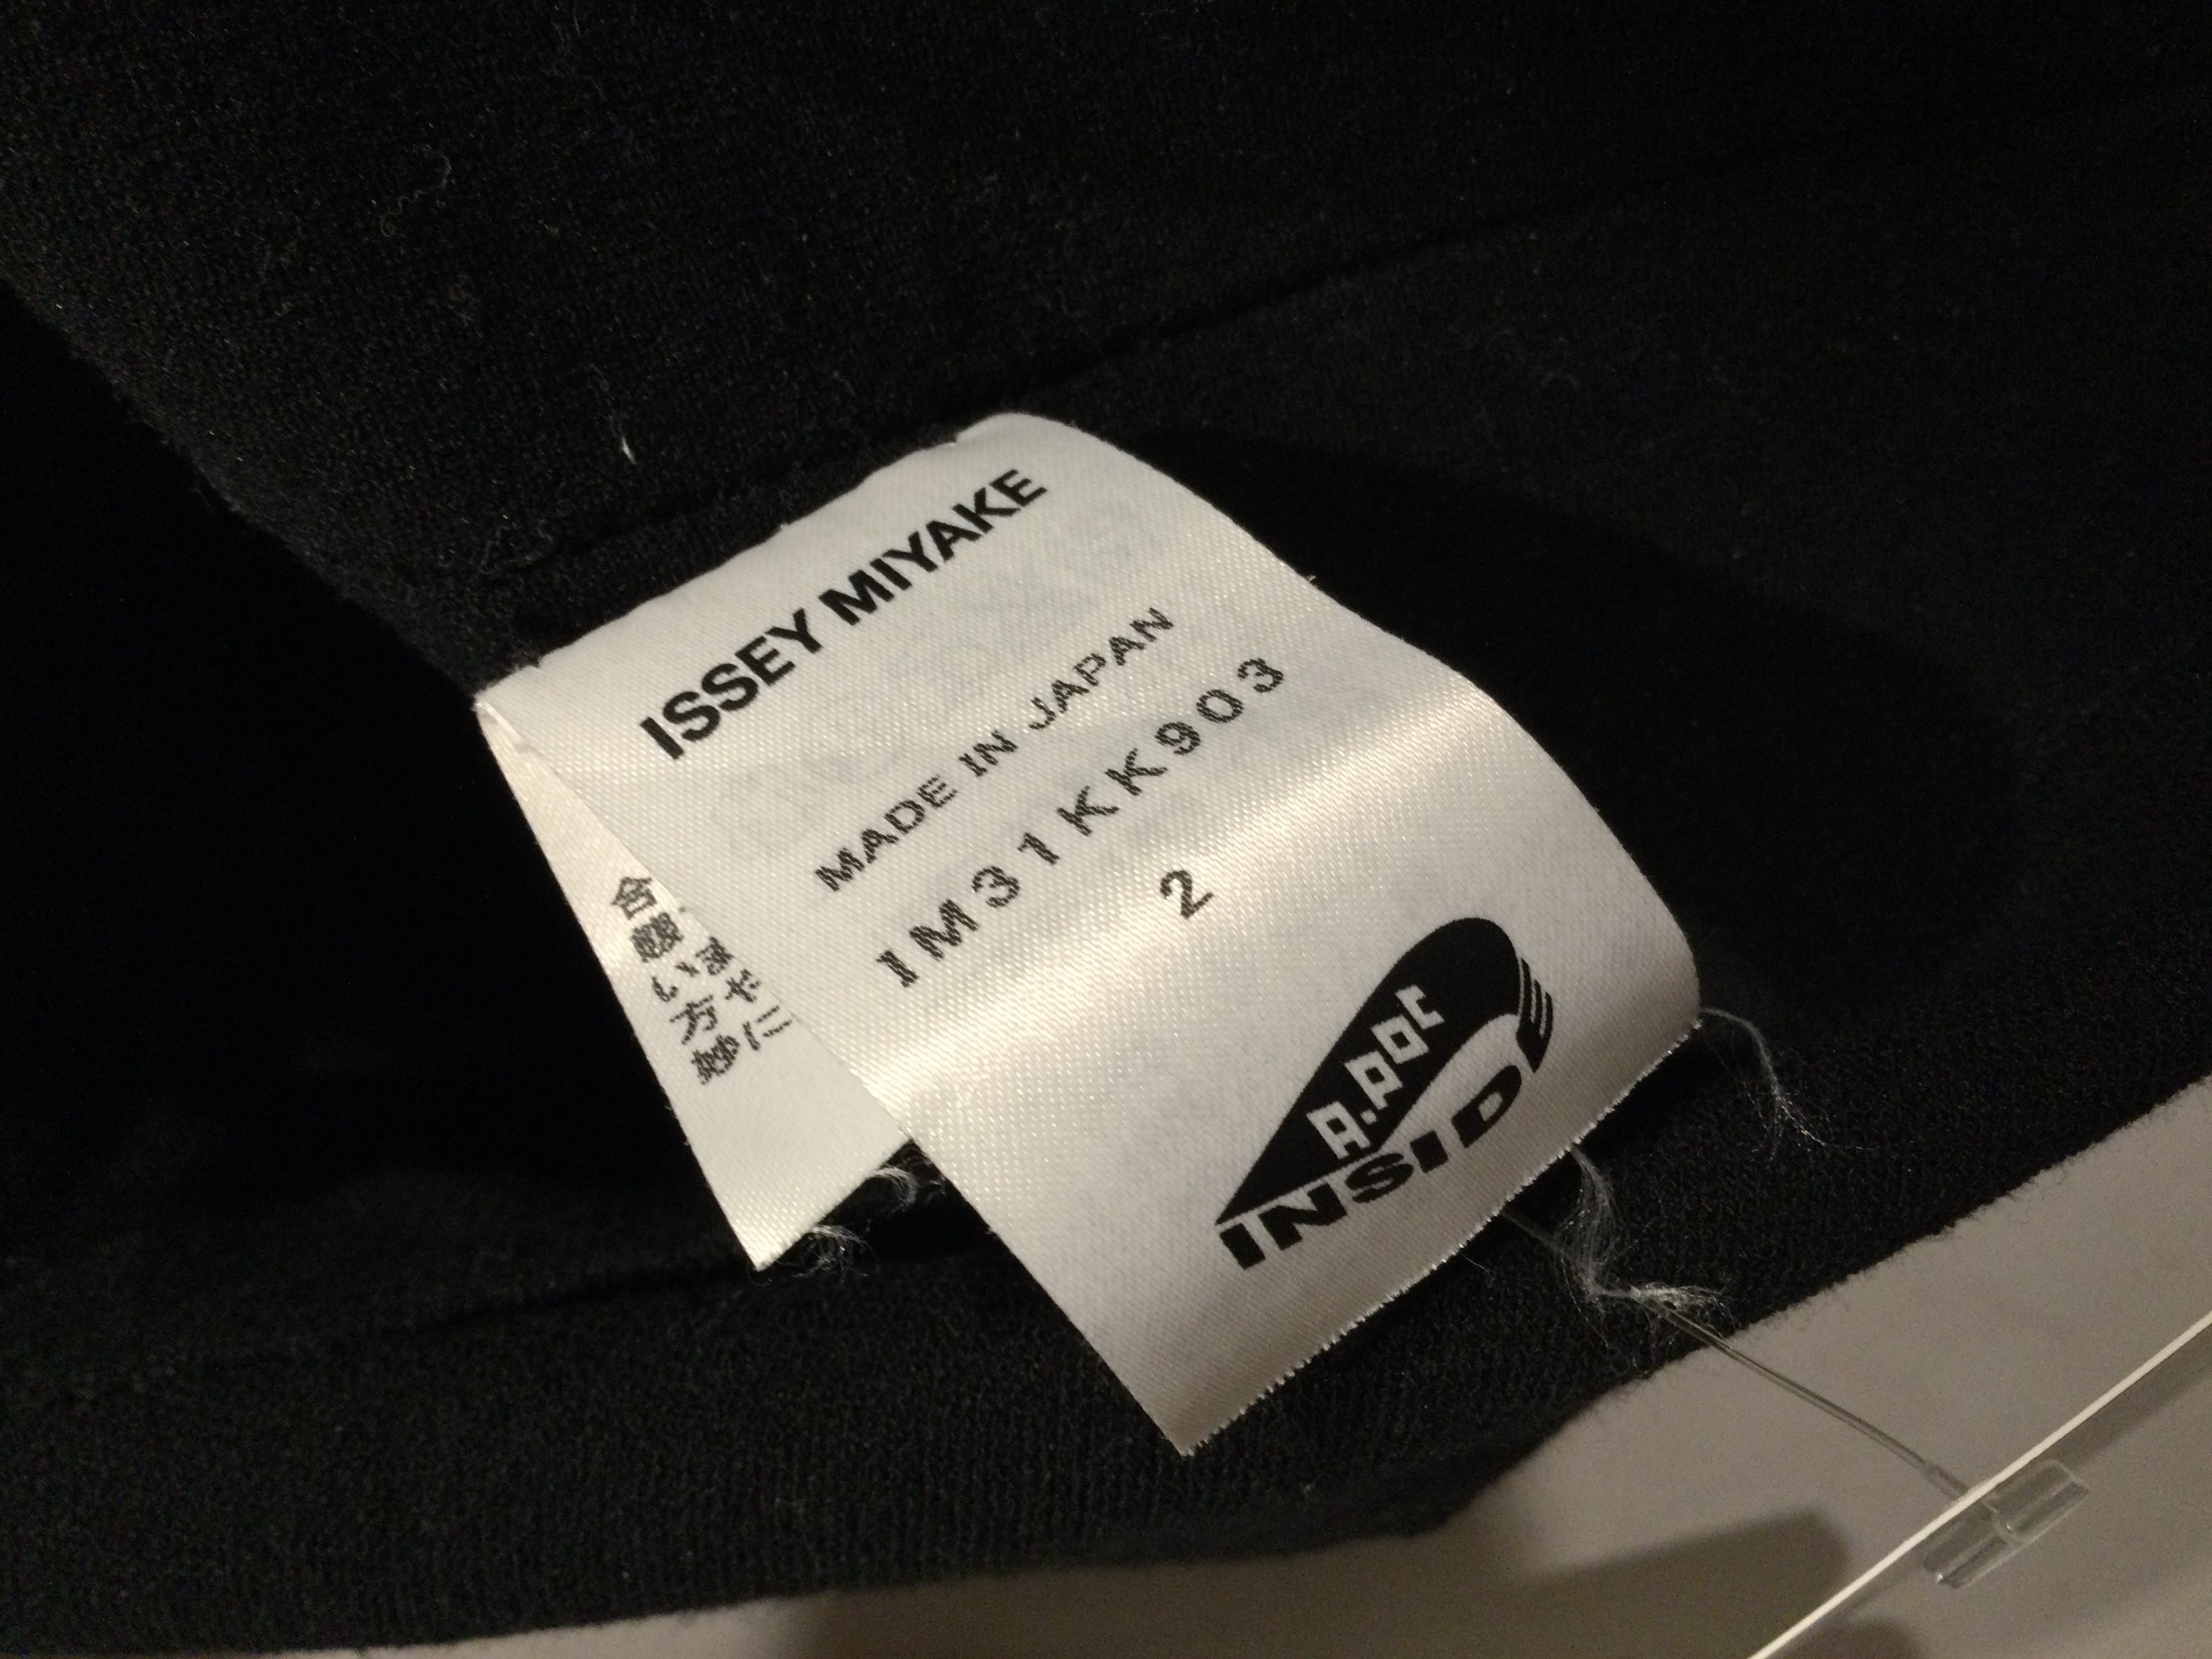 ISSEY MIYAKE
MADE IN JAPAN
IM31KK903
2
A.POC
INSIDE